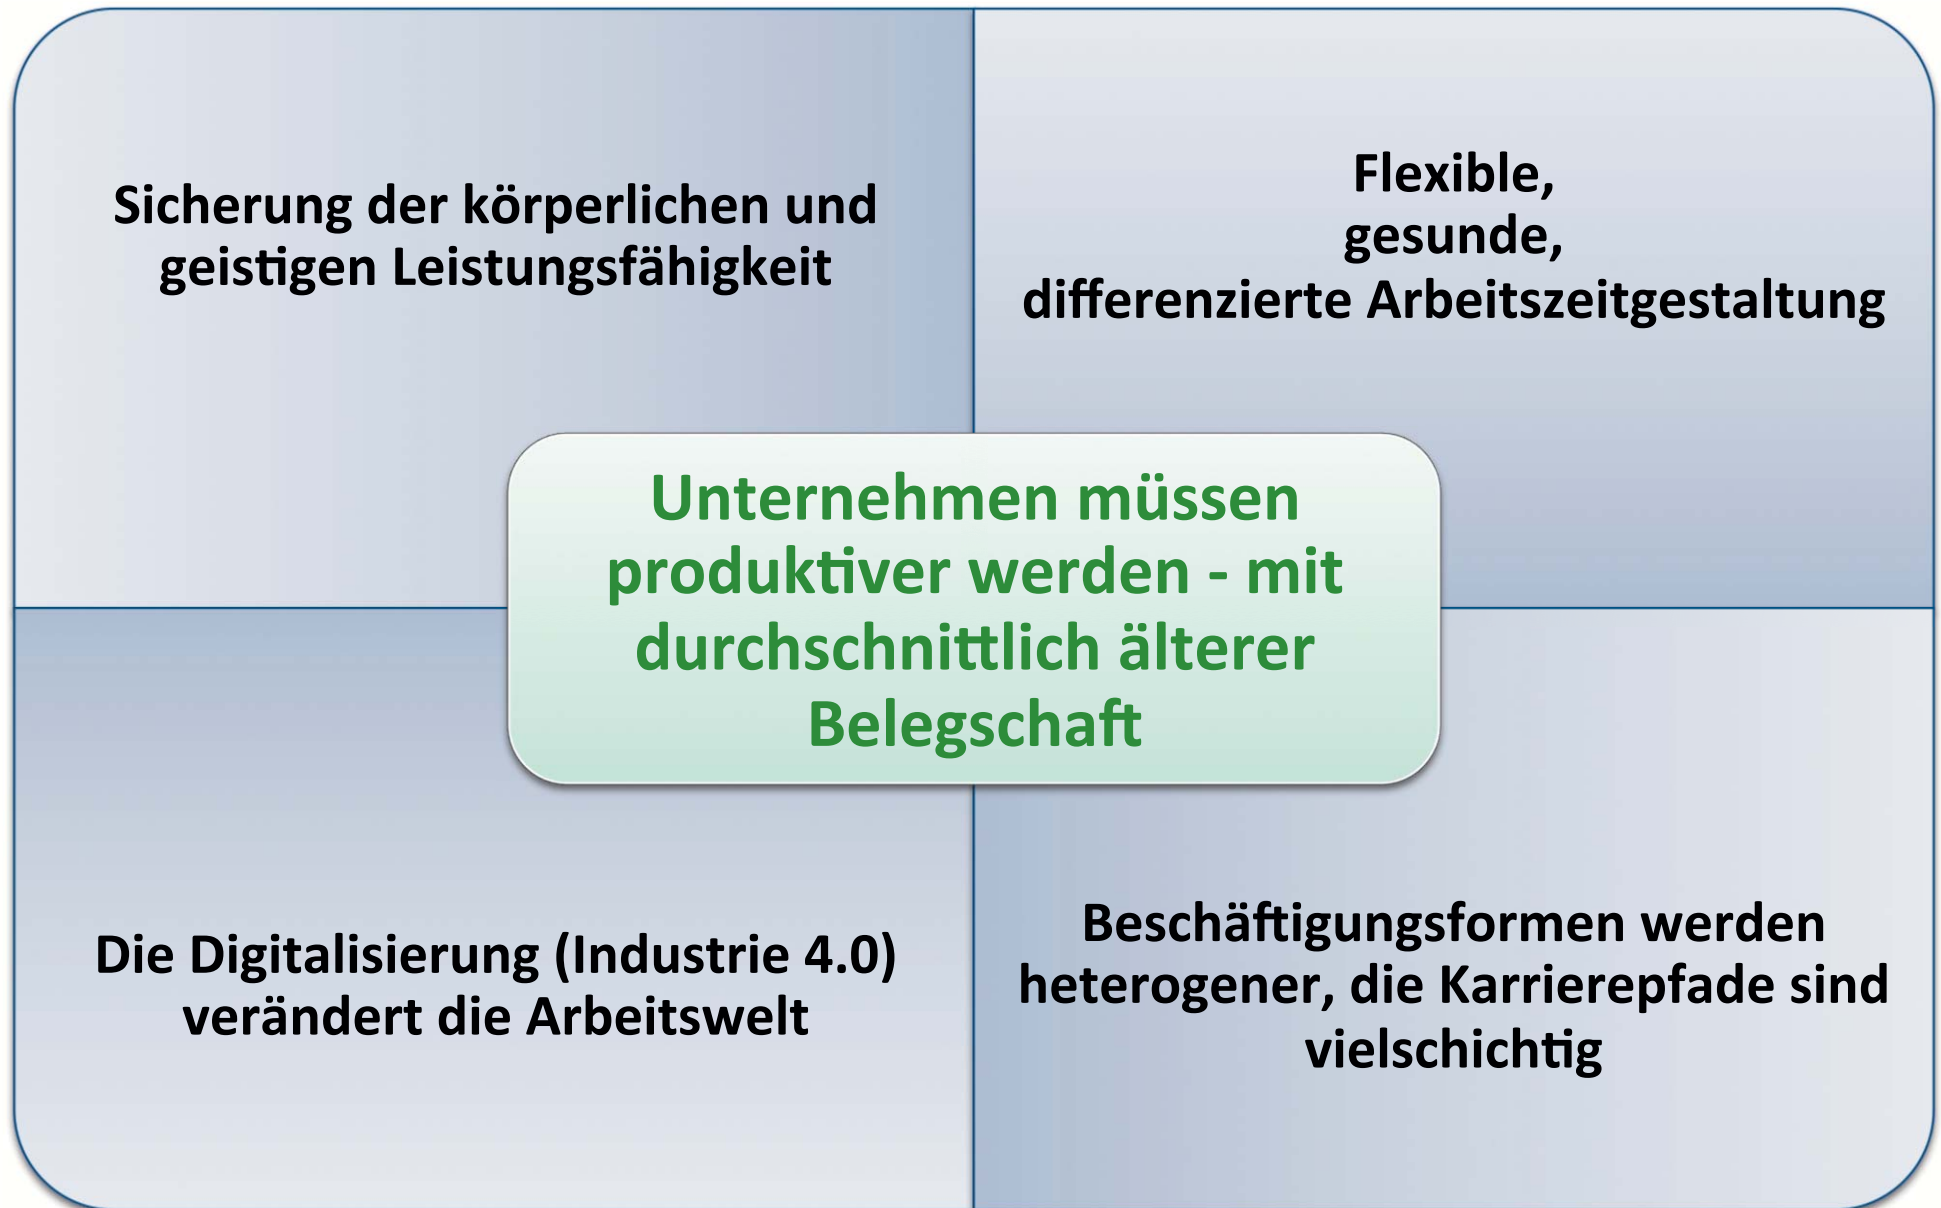 Sicherung der körperlichen und
geistigen Leistungsfähigkeit
Flexible,
gesunde,
differenzierte Arbeitszeitgestaltung
Unternehmen müssen
produktiver werden - mit
durchschnittlich älterer
Belegschaft
Die Digitalisierung (Industrie 4.0)
verändert die Arbeitswelt
Beschäftigungsformen werden
heterogener, die Karrierepfade sind
vielschichtig